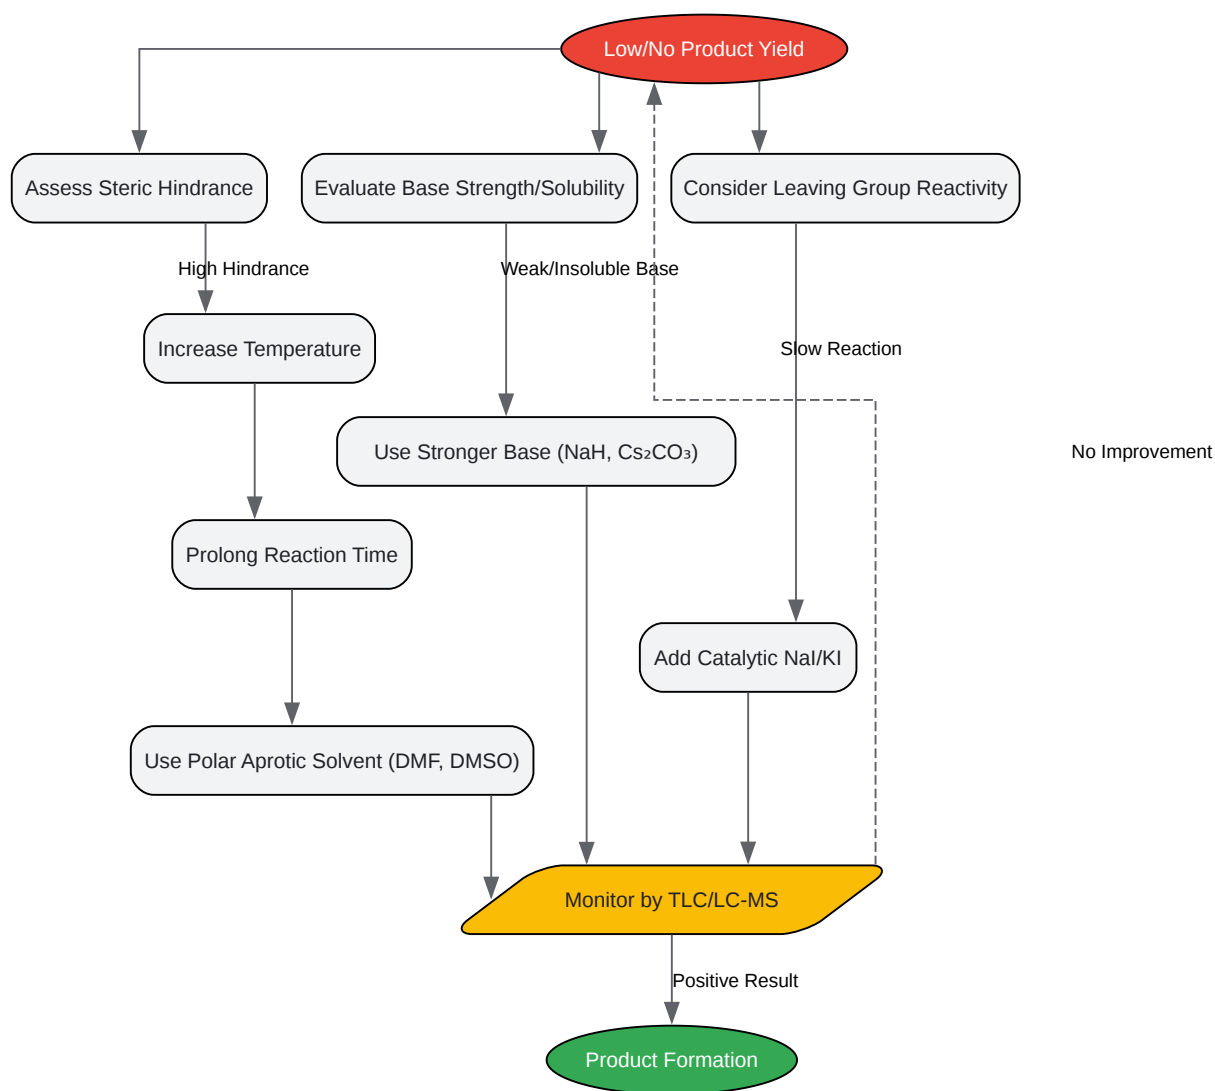 Low/No Product Yield
Assess Steric Hindrance
Evaluate Base Strength/Solubility
Consider Leaving Group Reactivity
High Hindrance
Weak/Insoluble Base
Increase Temperature
Slow Reaction
Use Stronger Base (NaH, Cs₂CO₃)
No Improvement
Prolong Reaction Time
Add Catalytic NaI/KI
Use Polar Aprotic Solvent (DMF, DMSO)
Monitor by TLC/LC-MS
Positive Result
Product Formation